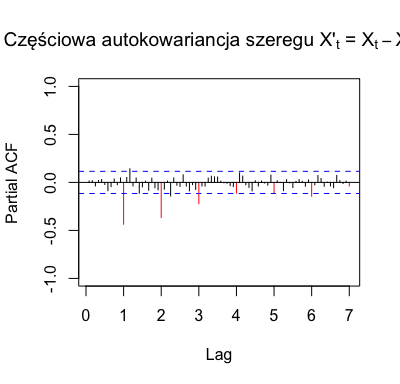 Częściowa autokowariancja szeregu X't = Xt – X
1.0
0.5
0.0
-0.5
-1.0
Partial ACF
0 1 2 3 4 5 6 7
Lag